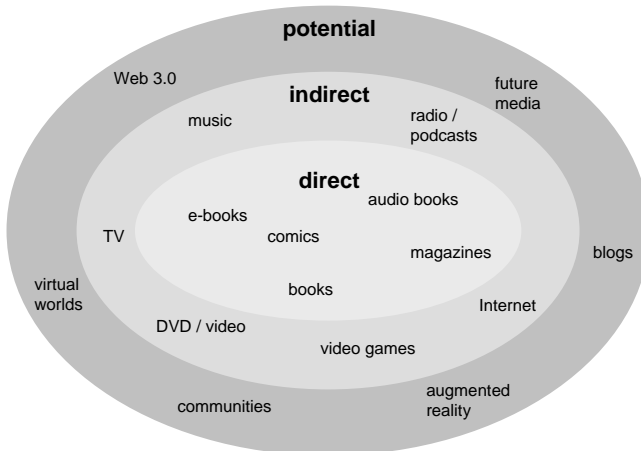 potential
Web 3.0
future
media
indirect
music
radio /
podcasts
direct
audio books
e-books
comics
TV
magazines
blogs
virtual
worlds
books
Internet
DVD / video
video games
augmented
reality
communities